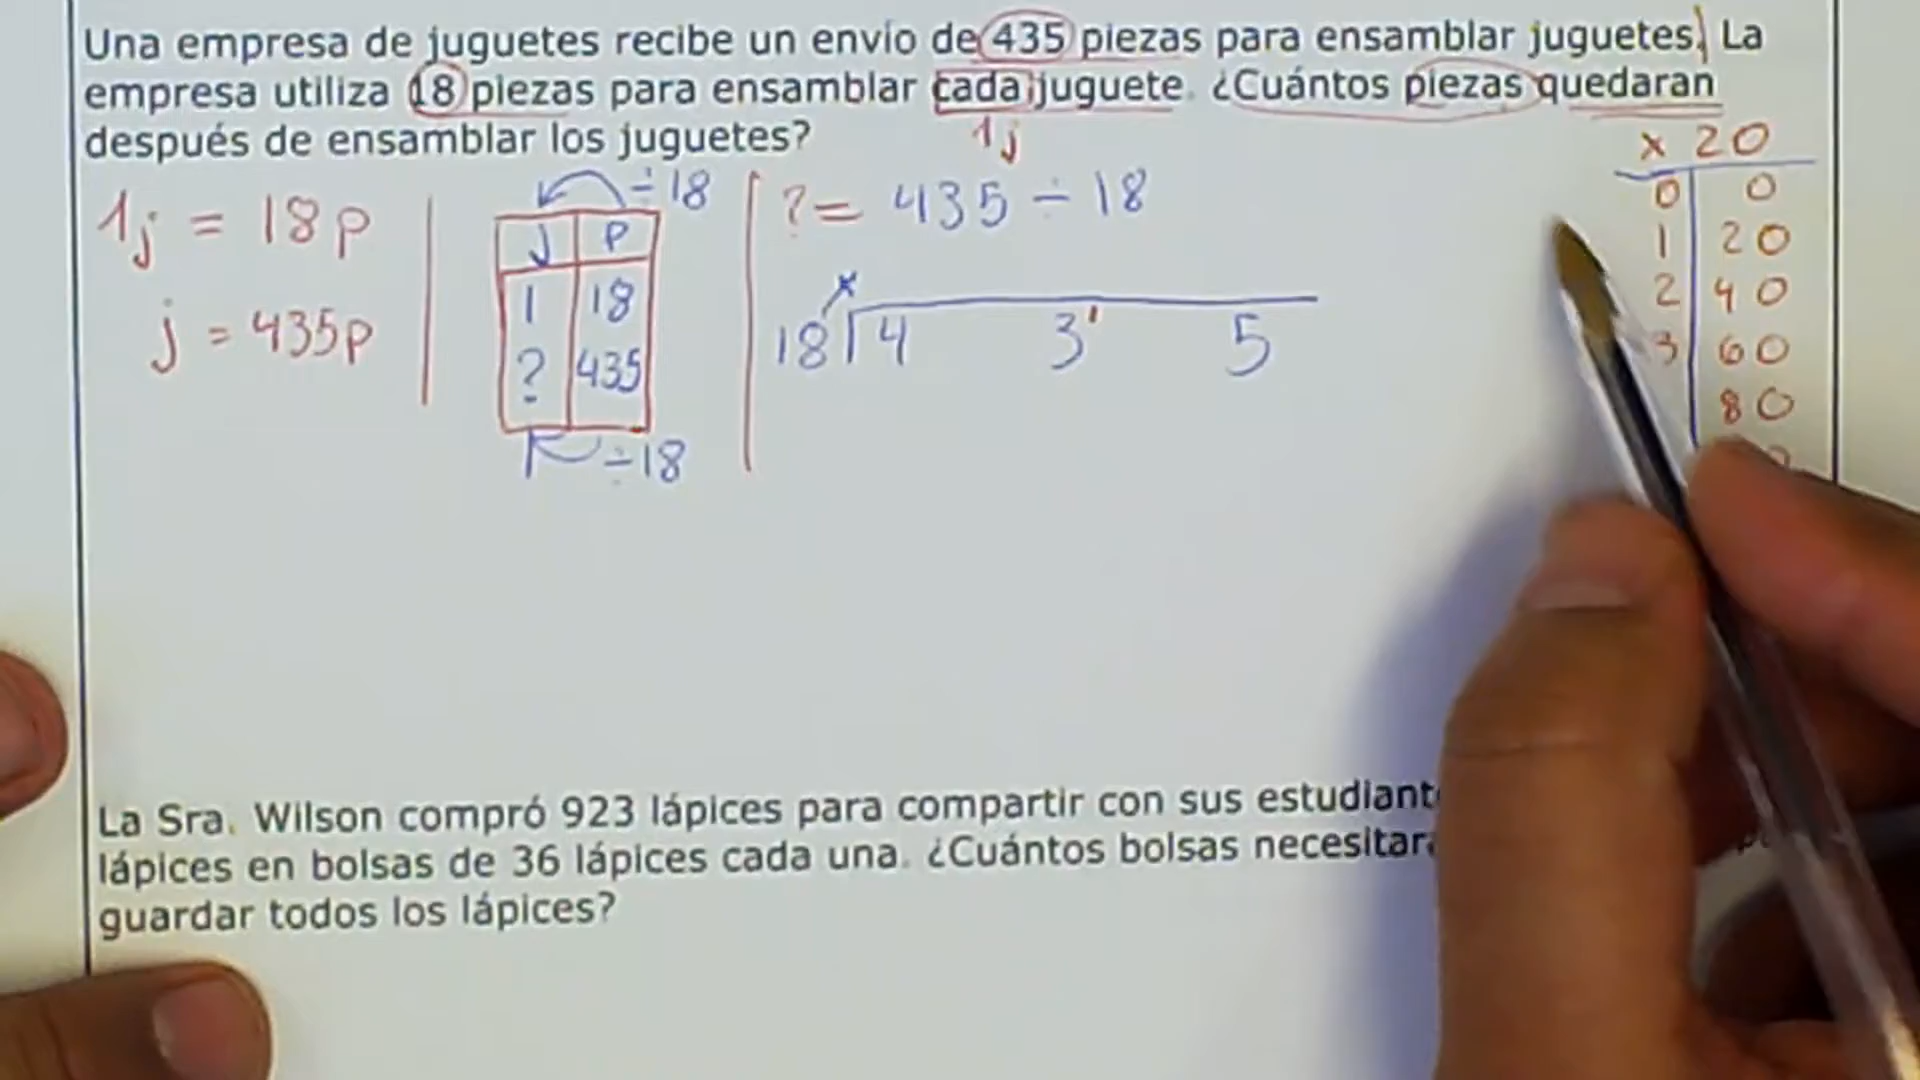 Una empresa de juguetes recibe un envío de 435 piezas para ensamblar juguetes. La
empresa utiliza 18 piezas para ensamblar cada juguete. ¿Cuántos piezas quedaran
después de ensamblar los juguetes?
1j
1j = 18p
j = 435p
÷18
J P
1 18
? 435
÷18
? = 435 ÷ 18
x
18 4 3' 5
x 20
0 0
1 20
2 40
3 60
80
La Sra. Wilson compró 923 lápices para compartir con sus
lápices en bolsas de 36 lápices cada una. ¿Cuántos bolsas
guardar todos los lápices?